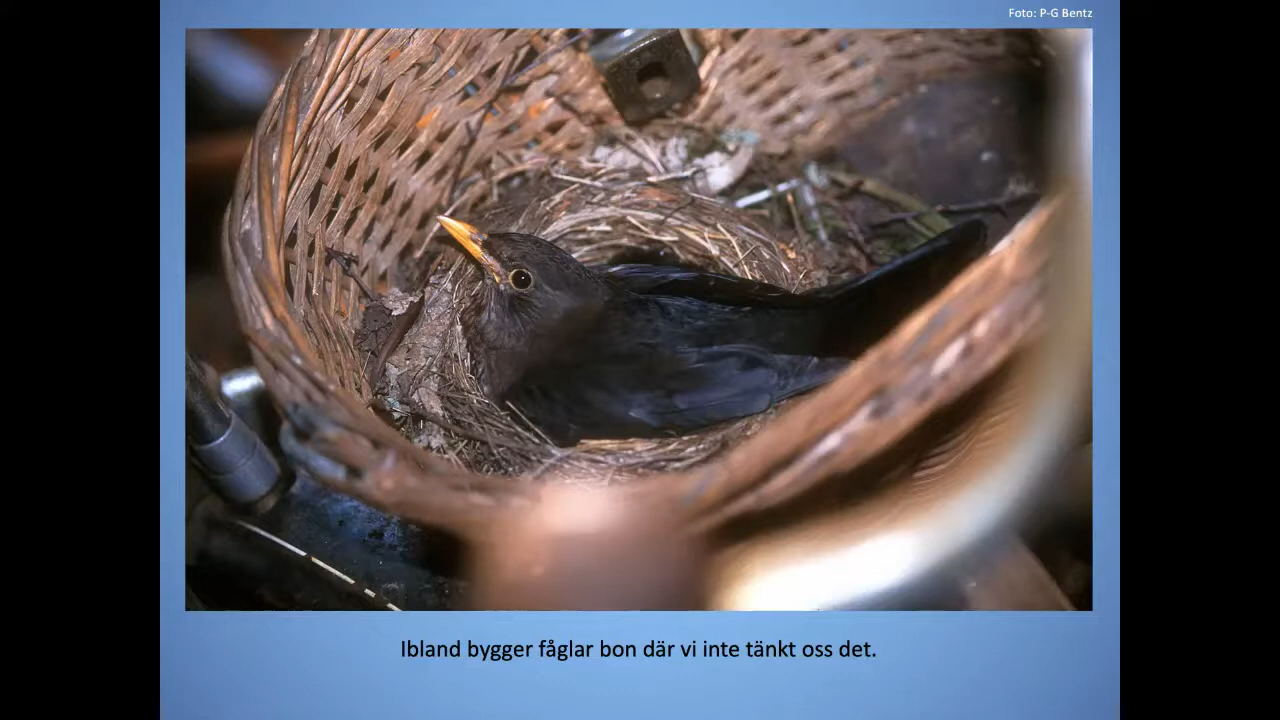 Foto: P-G Bentz
Ibland bygger fåglar bon där vi inte tänkt oss det.